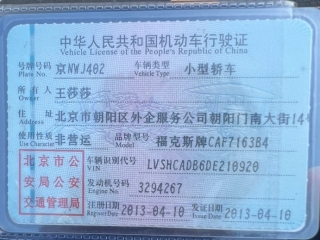 中华人民共和国机动车行驶证
Vehicle License of the People's Republic of China
号牌号码 京NWJ402 车辆类型 小型轿车
Plate No. Vehicle Type
所有人 王莎莎
Owner
住址 北京市朝阳区外企服务公司朝阳门南大街14
Address
使用性质 非营运 品牌型号 福克斯牌CAF7163B4
Use Character Model
北京市公 车辆识别代号 LVSHCADB6DE210920
VIN
安局公安 发动机号码 3294267
Engine No.
交通管理局 注册日期 2013-04-10 发证日期 2013-04-10
Register Date Issue Date